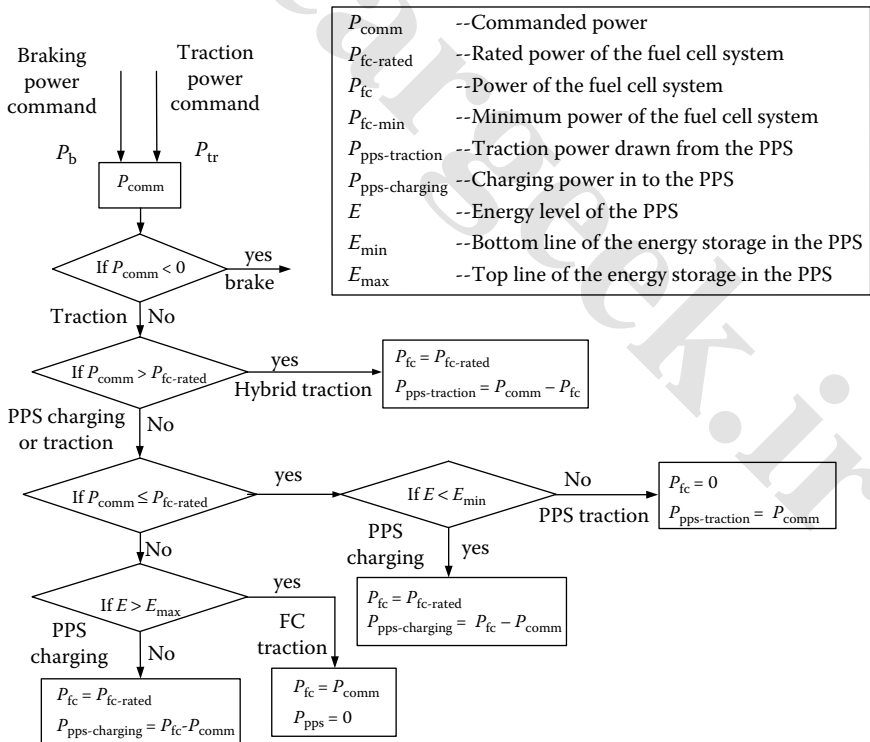 Braking
power
command
Traction
power
command
P_b
P_tr
P_comm
If P_comm < 0
yes
brake
Traction
No
If P_comm > P_fc-rated
yes
Hybrid traction
P_fc = P_fc-rated
P_pps-traction = P_comm – P_fc
PPS charging
or traction
No
If P_comm ≤ P_fc-rated
yes
If E < E_min
No
PPS traction
P_fc = 0
P_pps-traction = P_comm
PPS
charging
yes
P_fc = P_fc-rated
P_pps-charging = P_fc – P_comm
No
If E > E_max
yes
FC
traction
P_fc = P_comm
P_pps = 0
PPS
charging
No
P_fc = P_fc-rated
P_pps-charging = P_fc-P_comm
P_comm --Commanded power
P_fc-rated --Rated power of the fuel cell system
P_fc --Power of the fuel cell system
P_fc-min --Minimum power of the fuel cell system
P_pps-traction --Traction power drawn from the PPS
P_pps-charging --Charging power in to the PPS
E --Energy level of the PPS
E_min --Bottom line of the energy storage in the PPS
E_max --Top line of the energy storage in the PPS
argeek.ir